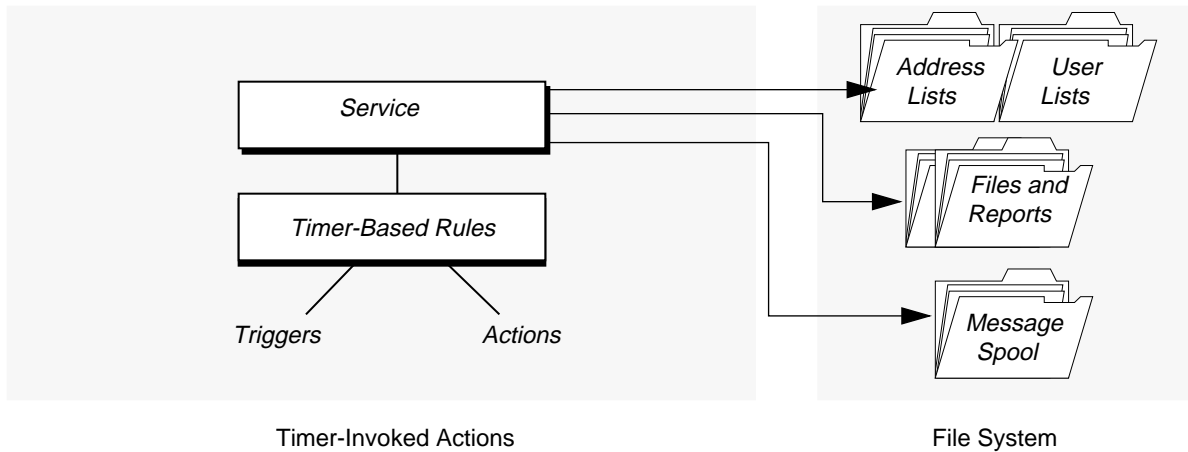 Service
Timer-Based Rules
Triggers
Actions
Address
Lists
User
Lists
Files and
Reports
Message
Spool
Timer-Invoked Actions
File System